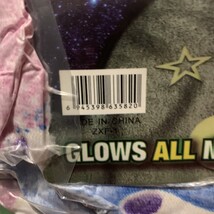 6 945398 635820
MADE IN CHINA
GLOWS ALL N